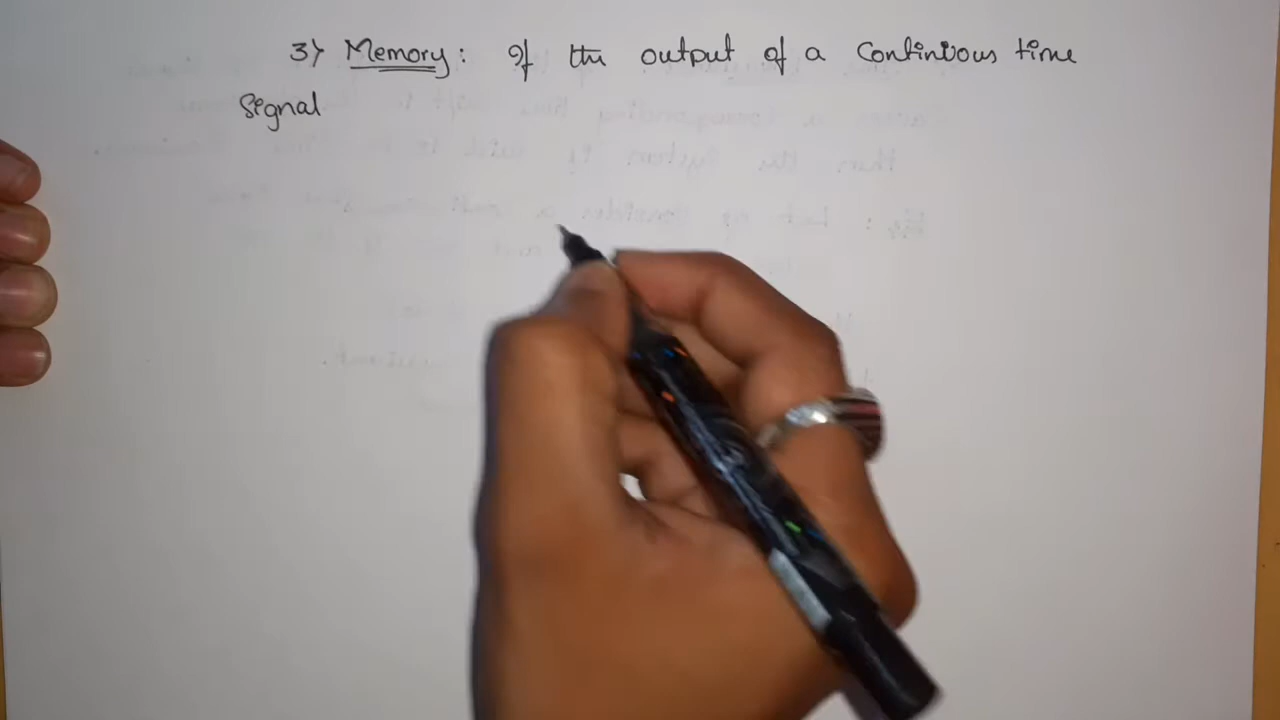 3) Memory: If the output of a Continuous time
Signal